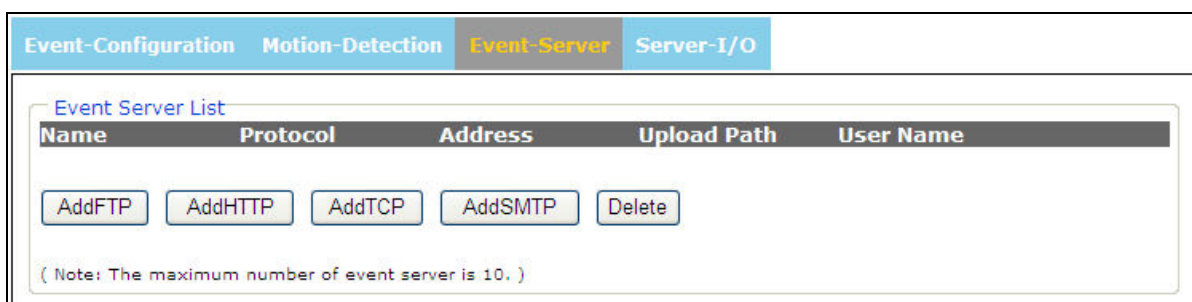 Event-Configuration Motion-Detection Event-Server Server-I/O
Event Server List
Name Protocol Address Upload Path User Name
AddFTP AddHTTP AddTCP AddSMTP Delete
( Note: The maximum number of event server is 10. )